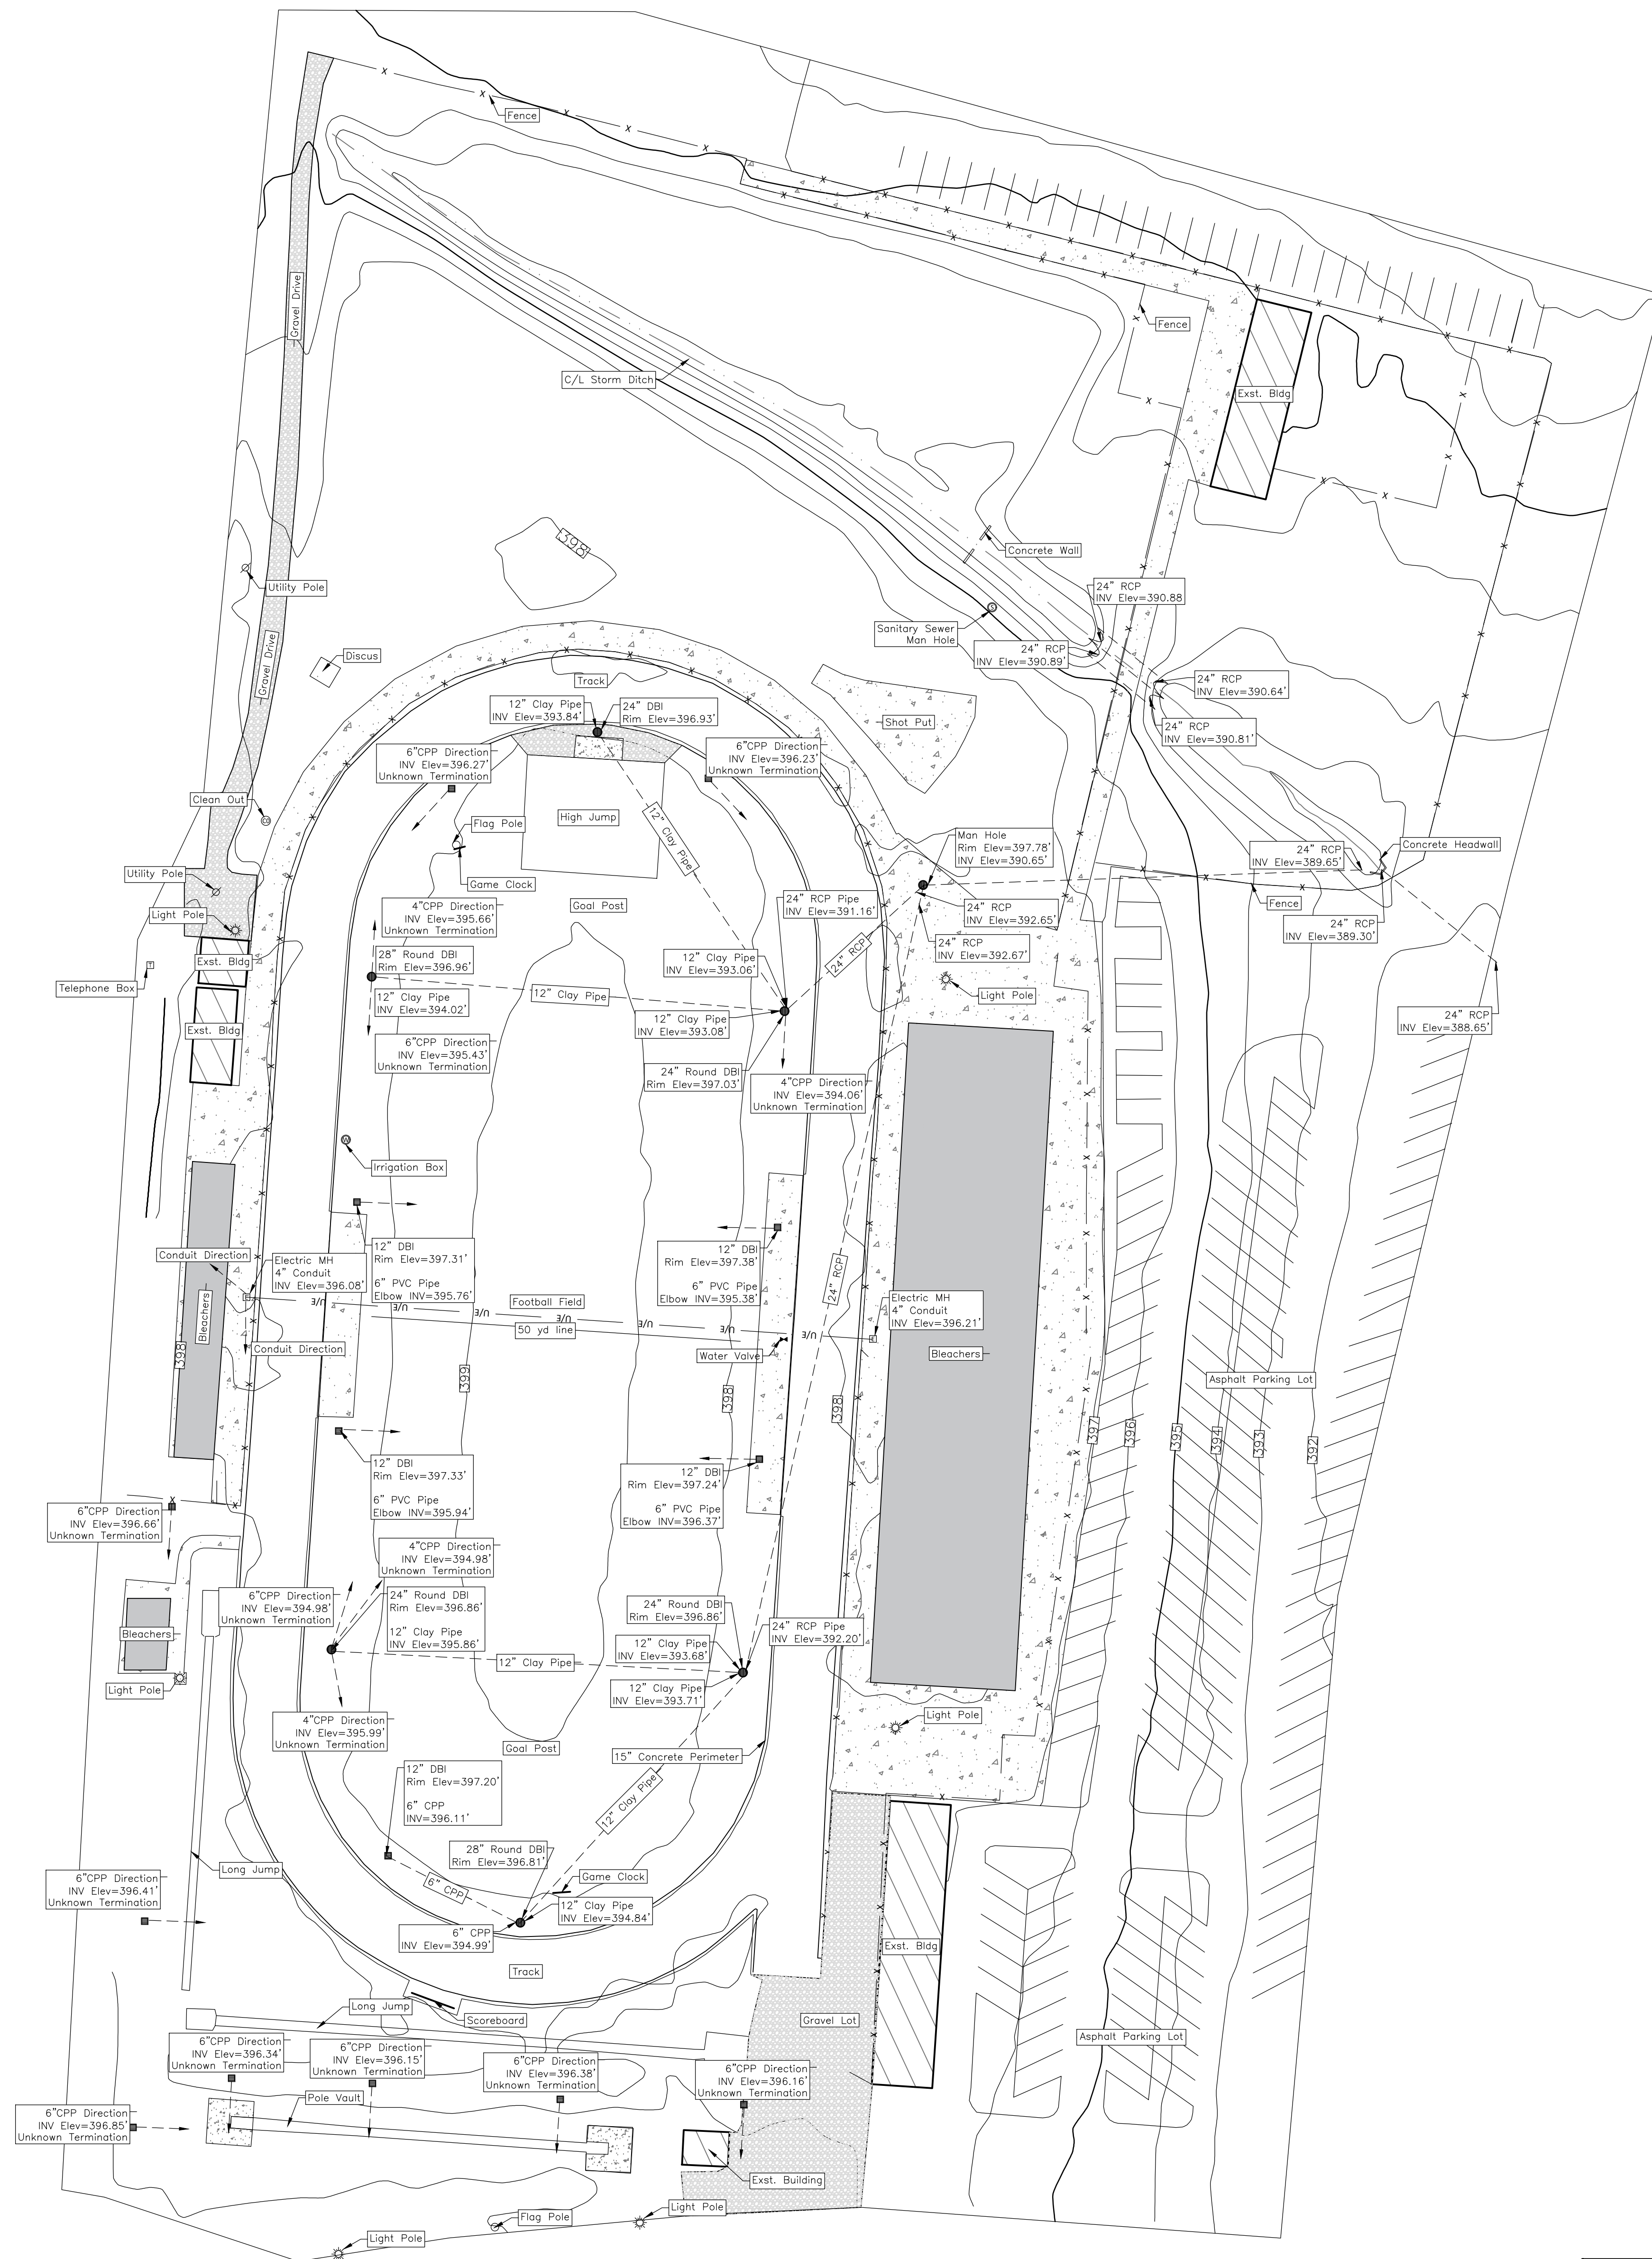 Fence
Gravel Drive
Fence
C/L Storm Ditch
Exst. Bldg
398
Concrete Wall
Utility Pole
24" RCP
INV Elev=390.88
Sanitary Sewer
Man Hole
24" RCP
INV Elev=390.89'
Gravel Drive
Discus
Track
24" RCP
INV Elev=390.64'
12" Clay Pipe
INV Elev=393.84'
24" DBI
Rim Elev=396.93'
Shot Put
24" RCP
INV Elev=390.81'
6"CPP Direction
INV Elev=396.27'
Unknown Termination
6"CPP Direction
INV Elev=396.23'
Unknown Termination
Clean Out
High Jump
Flag Pole
12" Clay Pipe
Man Hole
Rim Elev=397.78'
INV Elev=390.65'
24" RCP
INV Elev=389.65'
Concrete Headwall
Utility Pole
Game Clock
Light Pole
4"CPP Direction
INV Elev=395.66'
Unknown Termination
Goal Post
24" RCP Pipe
INV Elev=391.16'
24" RCP
INV Elev=392.65'
Fence
24" RCP
INV Elev=389.30'
Exst. Bldg
28" Round DBI
Rim Elev=396.96'
12" Clay Pipe
INV Elev=393.06'
24" RCP
24" RCP
INV Elev=392.67'
Telephone Box
12" Clay Pipe
INV Elev=394.02'
12" Clay Pipe
Light Pole
Exst. Bldg
12" Clay Pipe
INV Elev=393.08'
24" RCP
INV Elev=388.65'
6"CPP Direction
INV Elev=395.43'
Unknown Termination
24" Round DBI
Rim Elev=397.03'
4"CPP Direction
INV Elev=394.06'
Unknown Termination
Irrigation Box
Conduit Direction
Electric MH
4" Conduit
INV Elev=396.08'
12" DBI
Rim Elev=397.31'
6" PVC Pipe
Elbow INV=395.76'
12" DBI
Rim Elev=397.38'
6" PVC Pipe
Elbow INV=395.38'
24" RCP
Football Field
U/E
U/E
U/E
U/E
U/E
U/E
50 yd line
Electric MH
4" Conduit
INV Elev=396.21'
Bleachers
398
Conduit Direction
Water Valve
Bleachers
399
398
398
Asphalt Parking Lot
397
396
395
394
393
392
12" DBI
Rim Elev=397.33'
6" PVC Pipe
Elbow INV=395.94'
12" DBI
Rim Elev=397.24'
6" PVC Pipe
Elbow INV=396.37'
6"CPP Direction
INV Elev=396.66'
Unknown Termination
4"CPP Direction
INV Elev=394.98'
Unknown Termination
6"CPP Direction
INV Elev=394.98'
Unknown Termination
24" Round DBI
Rim Elev=396.86'
12" Clay Pipe
INV Elev=395.86'
24" Round DBI
Rim Elev=396.86'
24" RCP Pipe
INV Elev=392.20'
Bleachers
12" Clay Pipe
12" Clay Pipe
INV Elev=393.68'
Light Pole
12" Clay Pipe
INV Elev=393.71'
4"CPP Direction
INV Elev=395.99'
Unknown Termination
Light Pole
Goal Post
15" Concrete Perimeter
12" DBI
Rim Elev=397.20'
6" CPP
INV=396.11'
12" Clay Pipe
28" Round DBI
Rim Elev=396.81'
Long Jump
6"CPP Direction
INV Elev=396.41'
Unknown Termination
6" CPP
Game Clock
12" Clay Pipe
INV Elev=394.84'
6" CPP
INV Elev=394.99'
Exst. Bldg
Track
Long Jump
Scoreboard
Gravel Lot
Asphalt Parking Lot
6"CPP Direction
INV Elev=396.34'
Unknown Termination
6"CPP Direction
INV Elev=396.15'
Unknown Termination
6"CPP Direction
INV Elev=396.38'
Unknown Termination
6"CPP Direction
INV Elev=396.16'
Unknown Termination
Pole Vault
6"CPP Direction
INV Elev=396.85'
Unknown Termination
Exst. Building
Light Pole
Flag Pole
Light Pole